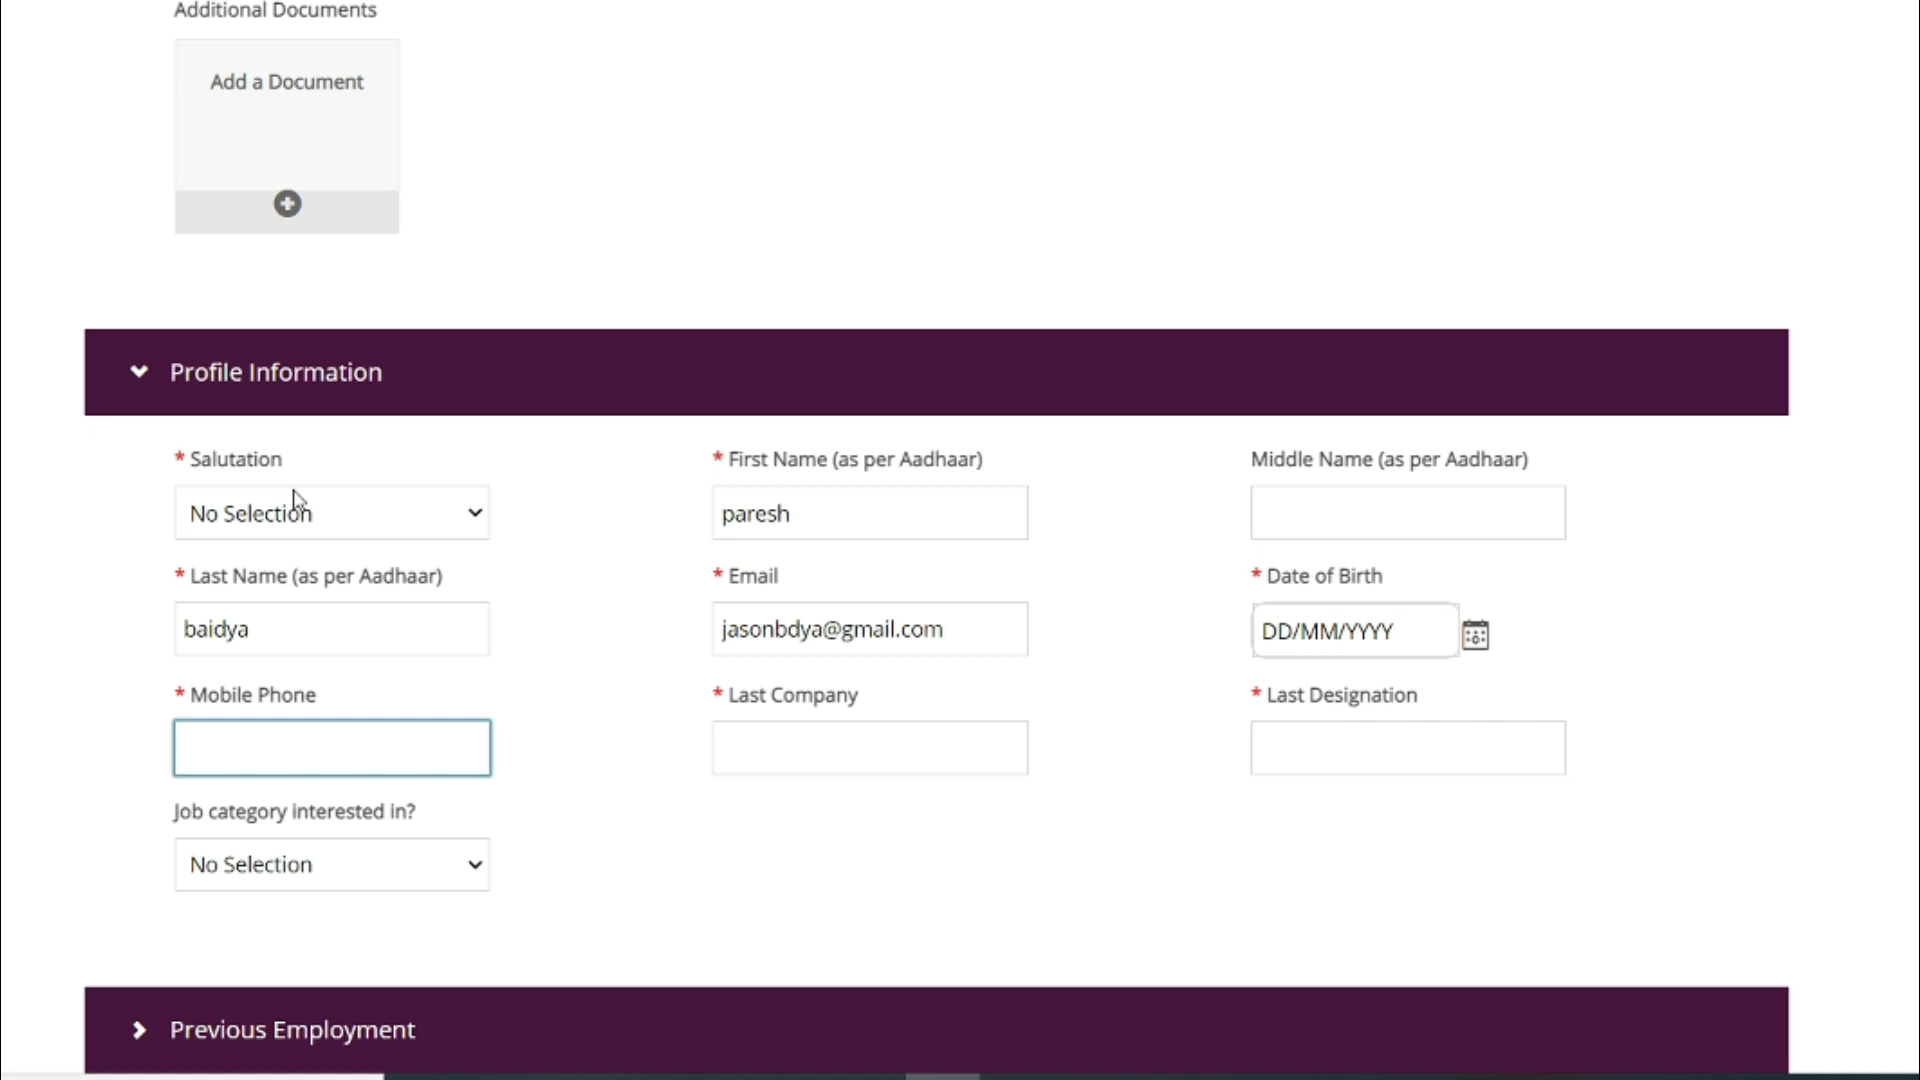 Additional Documents
Add a Document
Profile Information
* Salutation
* First Name (as per Aadhaar)
Middle Name (as per Aadhaar)
No Selection
paresh
* Last Name (as per Aadhaar)
* Email
* Date of Birth
baidya
jasonbdya@gmail.com
DD/MM/YYYY
* Mobile Phone
* Last Company
* Last Designation
Job category interested in?
No Selection
Previous Employment